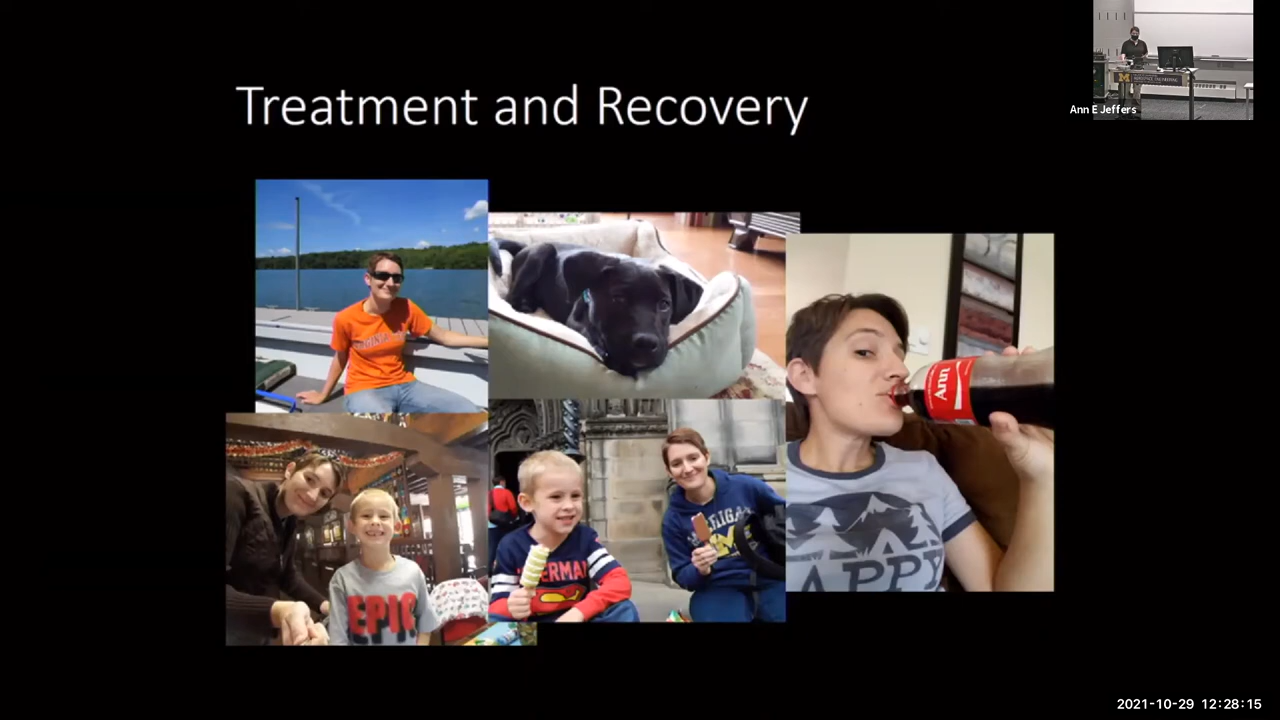 Treatment and Recovery
Ann E Jeffers
Ann
EPIC
2021-10-29 12:28:15